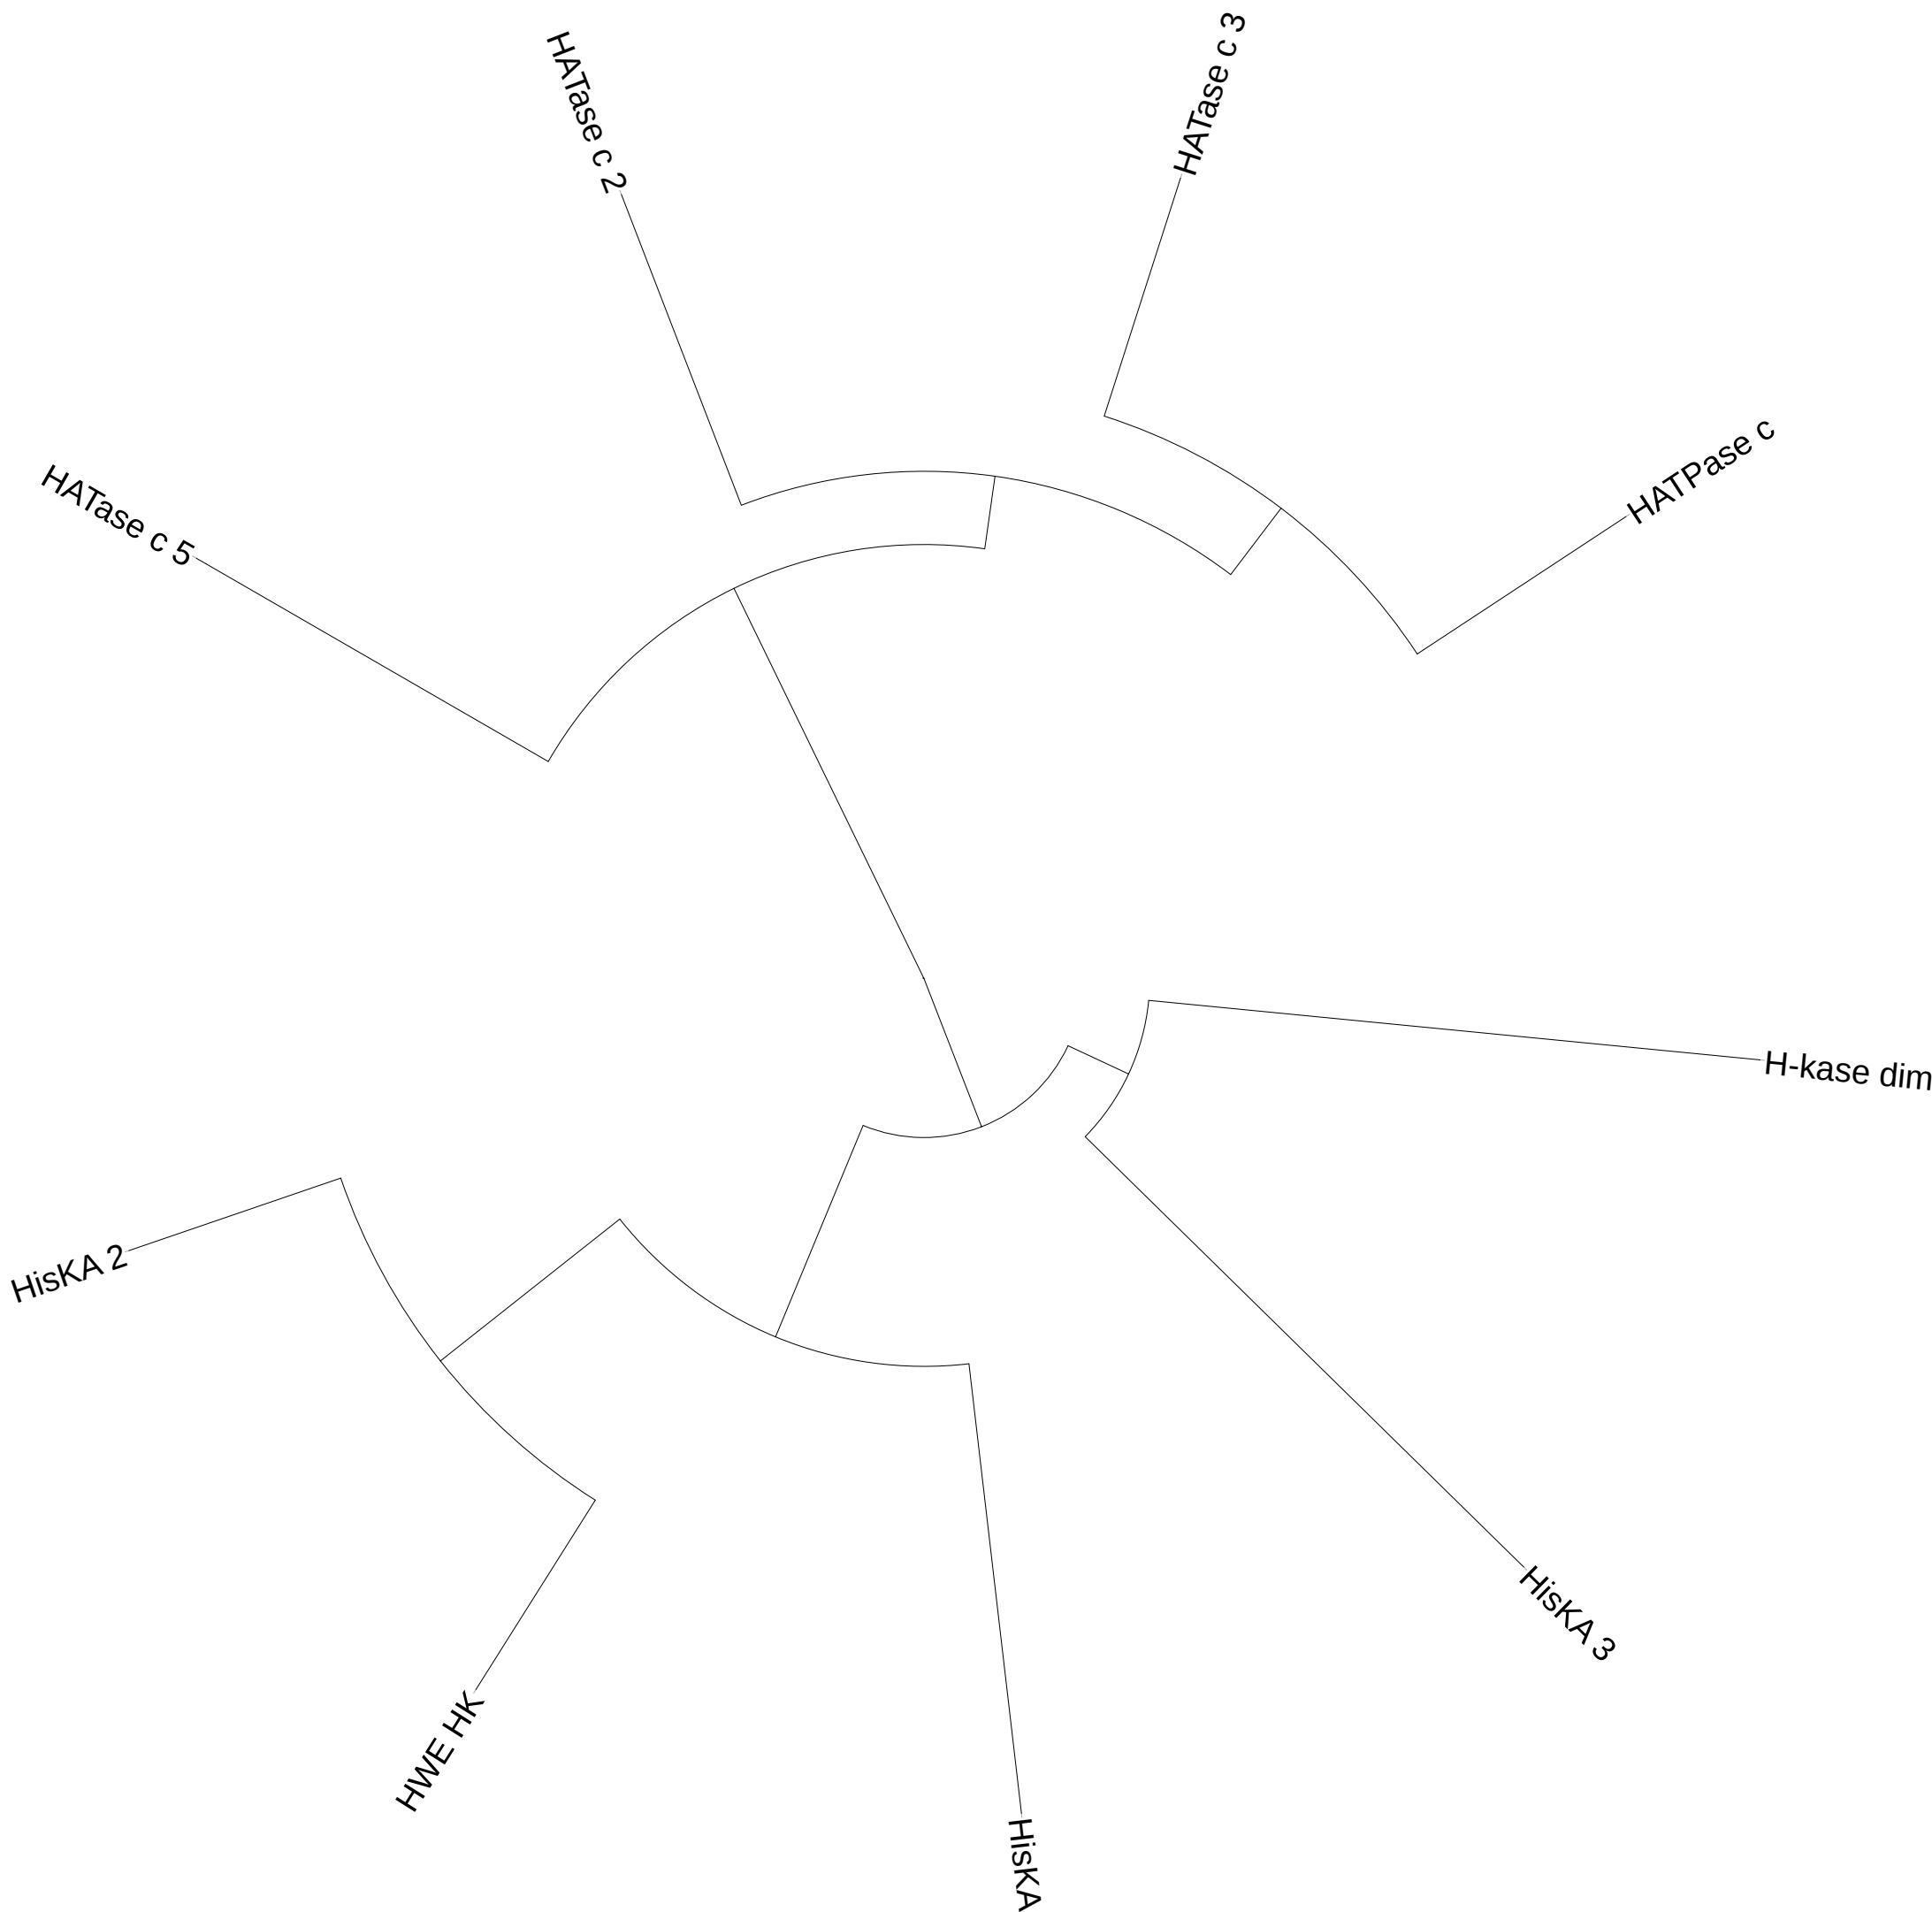 HATase c 3
HATase c 2
HATPase c
HATase c 5
H-kase dim
HisKA 2
HisKA 3
HWE HK
HisKA